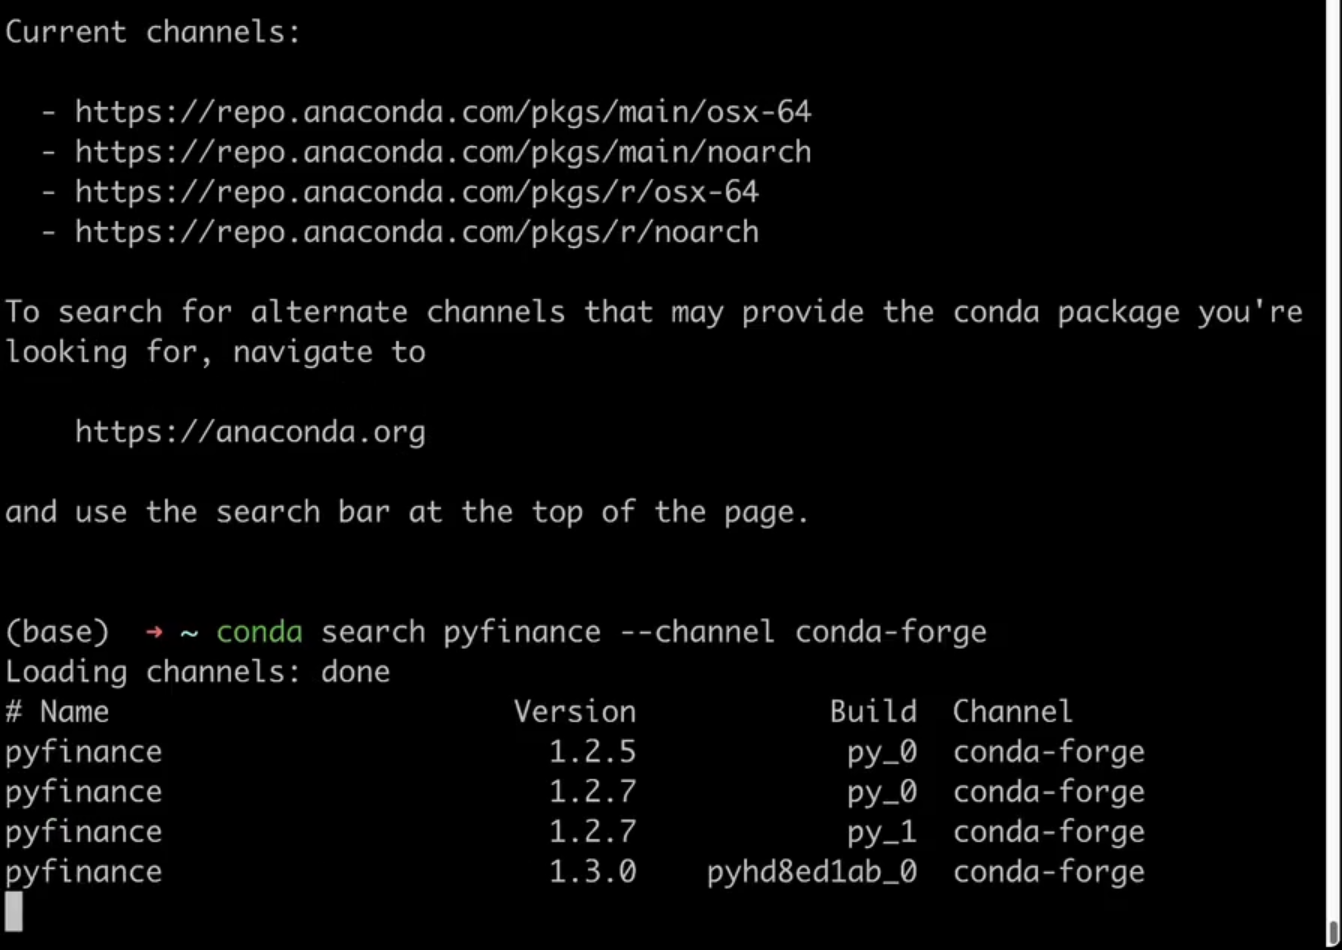 Current channels:
- https://repo.anaconda.com/pkgs/main/osx-64
- https://repo.anaconda.com/pkgs/main/noarch
- https://repo.anaconda.com/pkgs/r/osx-64
- https://repo.anaconda.com/pkgs/r/noarch
To search for alternate channels that may provide the conda package you're
looking for, navigate to
https://anaconda.org
and use the search bar at the top of the page.
(base) → ~ conda search pyfinance --channel conda-forge
Loading channels: done
# Name Version Build Channel
pyfinance 1.2.5 py_0 conda-forge
pyfinance 1.2.7 py_0 conda-forge
pyfinance 1.2.7 py_1 conda-forge
pyfinance 1.3.0 pyhd8ed1ab_0 conda-forge